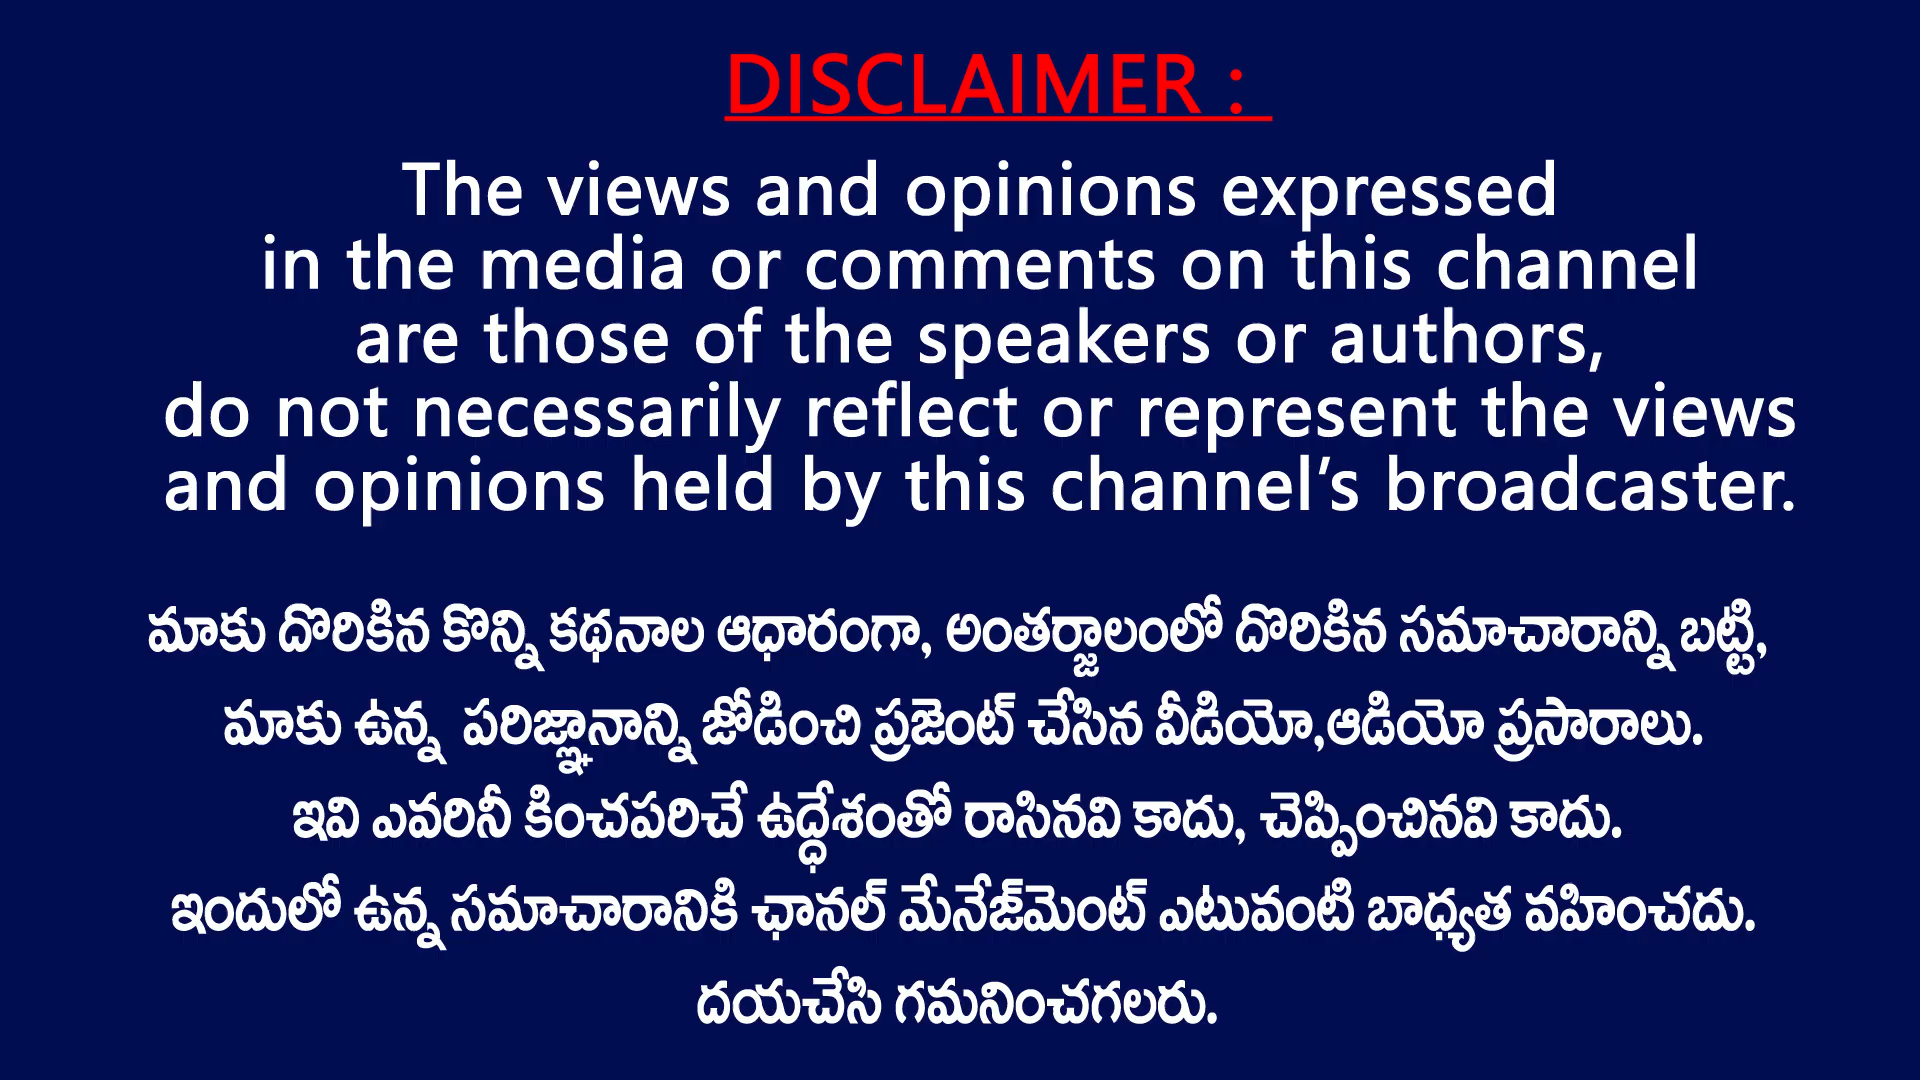 DISCLAIMER :
The views and opinions expressed
in the media or comments on this channel
are those of the speakers or authors,
do not necessarily reflect or represent the views
and opinions held by this channel’s broadcaster.
మాకు దొరికిన కొన్ని కథనాల ఆధారంగా, అంతర్జాలంలో దొరికిన సమాచారాన్ని బట్టి,
మాకు ఉన్న పరిజ్ఞానాన్ని జోడించి ప్రజెంట్ చేసిన వీడియో,ఆడియో ప్రసారాలు.
ఇవి ఎవరినీ కించపరిచే ఉద్ధేశంతో రాసినవి కాదు, చెప్పించినవి కాదు.
ఇందులో ఉన్న సమాచారానికి ఛానల్ మేనేజ్‌మెంట్ ఎటువంటి బాధ్యత వహించదు.
దయచేసి గమనించగలరు.